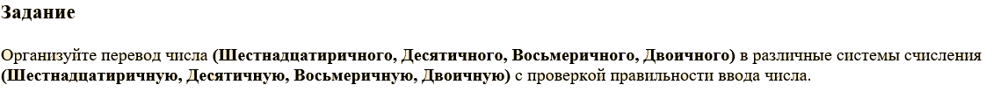 Задание
Организуйте перевод числа (Шестнадцатиричного, Десятичного, Восьмеричного, Двоичного) в различные системы счисления
(Шестнадцатиричную, Десятичную, Восьмеричную, Двоичную) с проверкой правильности ввода числа.